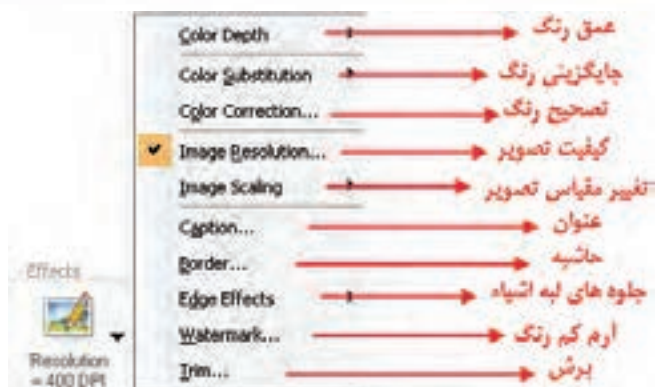 Color Depth عمق رنگ
Color Substitution جایگزینی رنگ
Color Correction... تصحیح رنگ
Image Resolution... کیفیت تصویر
Image Scaling تغییر مقیاس تصویر
Caption... عنوان
Border... حاشیه
Edge Effects جلوه های لبه اشیاء
Watermark... آرم کم رنگ
Trim... برش
Effects
Resolution
= 400 DPI